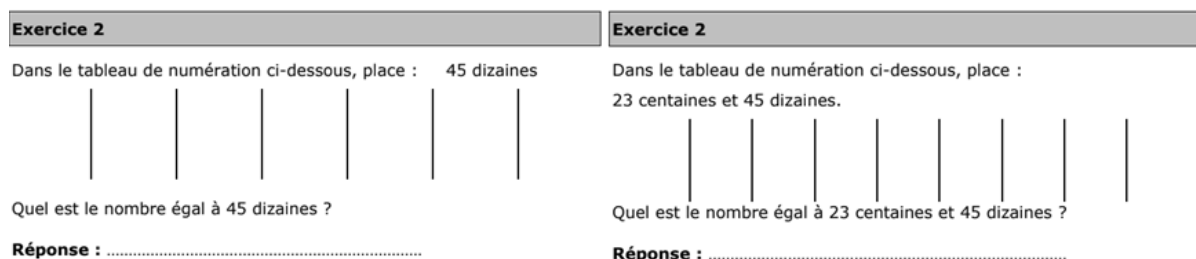 Exercice 2
Dans le tableau de numération ci-dessous, place : 45 dizaines
Quel est le nombre égal à 45 dizaines ?
Réponse : ........................................................................
Exercice 2
Dans le tableau de numération ci-dessous, place :
23 centaines et 45 dizaines.
Quel est le nombre égal à 23 centaines et 45 dizaines ?
Réponse : ..................................................................................